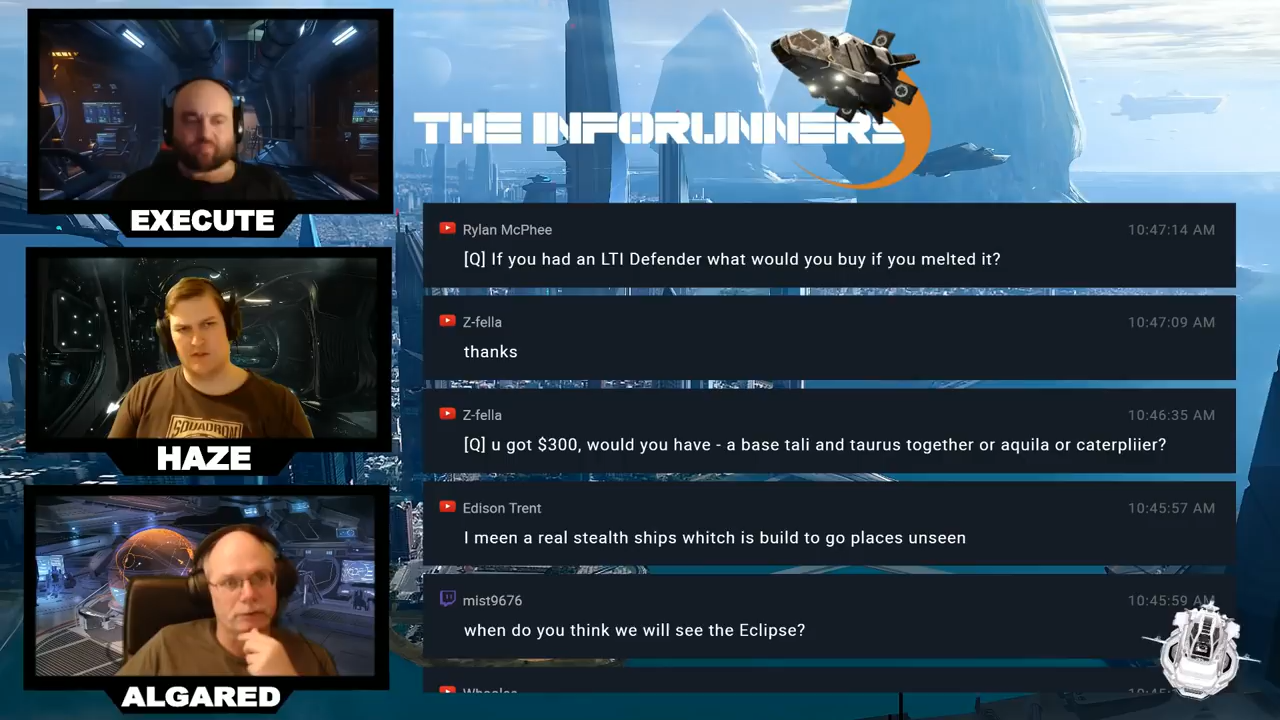 EXECUTE
HAZE
SQUADRON
ALGARED
THE INFORUNNERS
Rylan McPhee 10:47:14 AM
[Q] If you had an LTI Defender what would you buy if you melted it?
Z-fella 10:47:09 AM
thanks
Z-fella 10:46:35 AM
[Q] u got $300, would you have - a base tali and taurus together or aquila or caterpliier?
Edison Trent 10:45:57 AM
I meen a real stealth ships whitch is build to go places unseen
mist9676 10:45:59 AM
when do you think we will see the Eclipse?